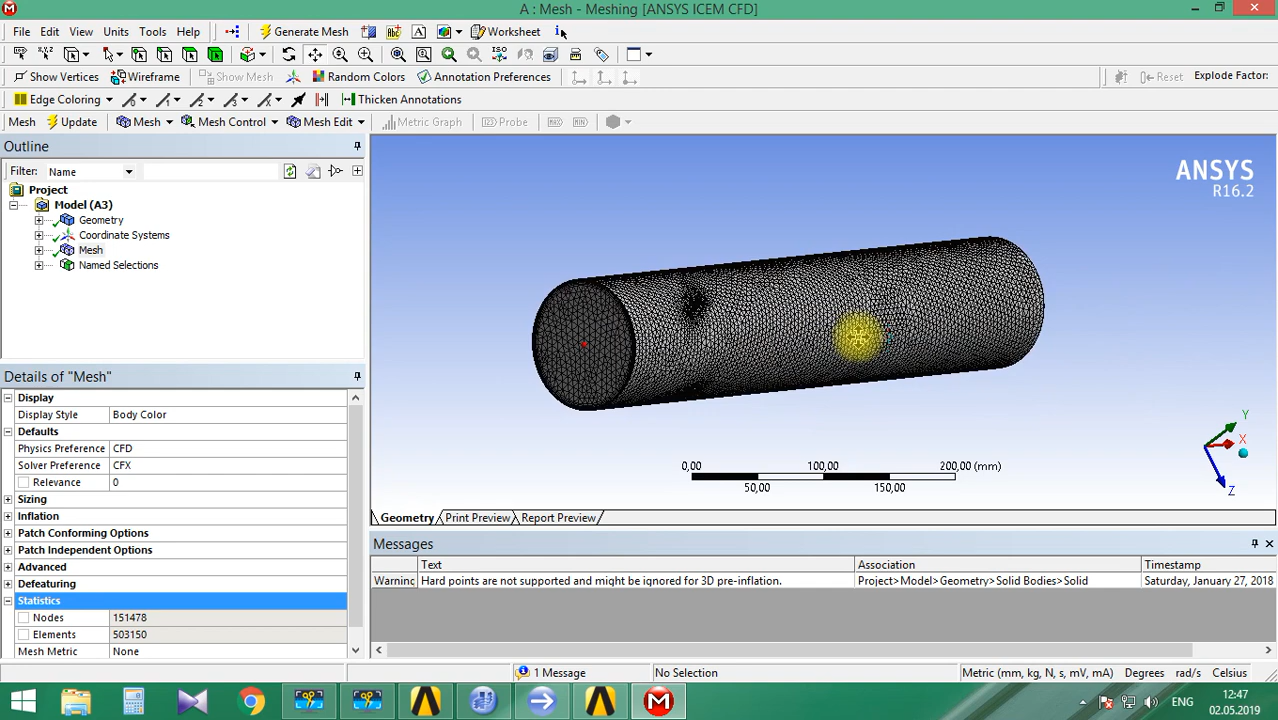 A : Mesh - Meshing [ANSYS ICEM CFD]
File Edit View Units Tools Help Generate Mesh Worksheet
Show Vertices Wireframe Show Mesh Random Colors Annotation Preferences Reset Explode Factor:
Edge Coloring Thicken Annotations
Mesh Update Mesh Mesh Control Mesh Edit Metric Graph Probe
Outline
Filter: Name
Project
Model (A3)
Geometry
Coordinate Systems
Mesh
Named Selections
Details of "Mesh"
Display
Display Style Body Color
Defaults
Physics Preference CFD
Solver Preference CFX
Relevance 0
Sizing
Inflation
Patch Conforming Options
Patch Independent Options
Advanced
Defeaturing
Statistics
Nodes 151478
Elements 503150
Mesh Metric None
ANSYS
R16.2
Y
X
Z
0,00 100,00 200,00 (mm)
50,00 150,00
Geometry Print Preview Report Preview
Messages
Text Association Timestamp
Warning Hard points are not supported and might be ignored for 3D pre-inflation. Project>Model>Geometry>Solid Bodies>Solid Saturday, January 27, 2018
1 Message No Selection Metric (mm, kg, N, s, mV, mA) Degrees rad/s Celsius
ENG 12:47
02.05.2019